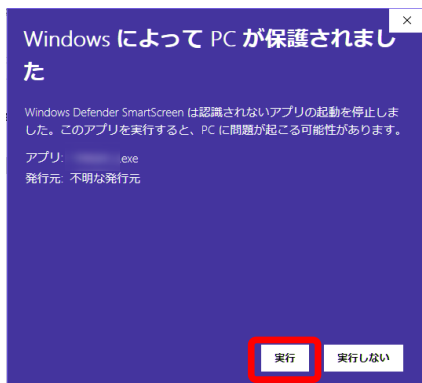 Windows によって PC が保護されまし
た
Windows Defender SmartScreen は認識されないアプリの起動を停止しま
した。このアプリを実行すると、PC に問題が起こる可能性があります。
アプリ: .exe
発行元: 不明な発行元
実行 実行しない